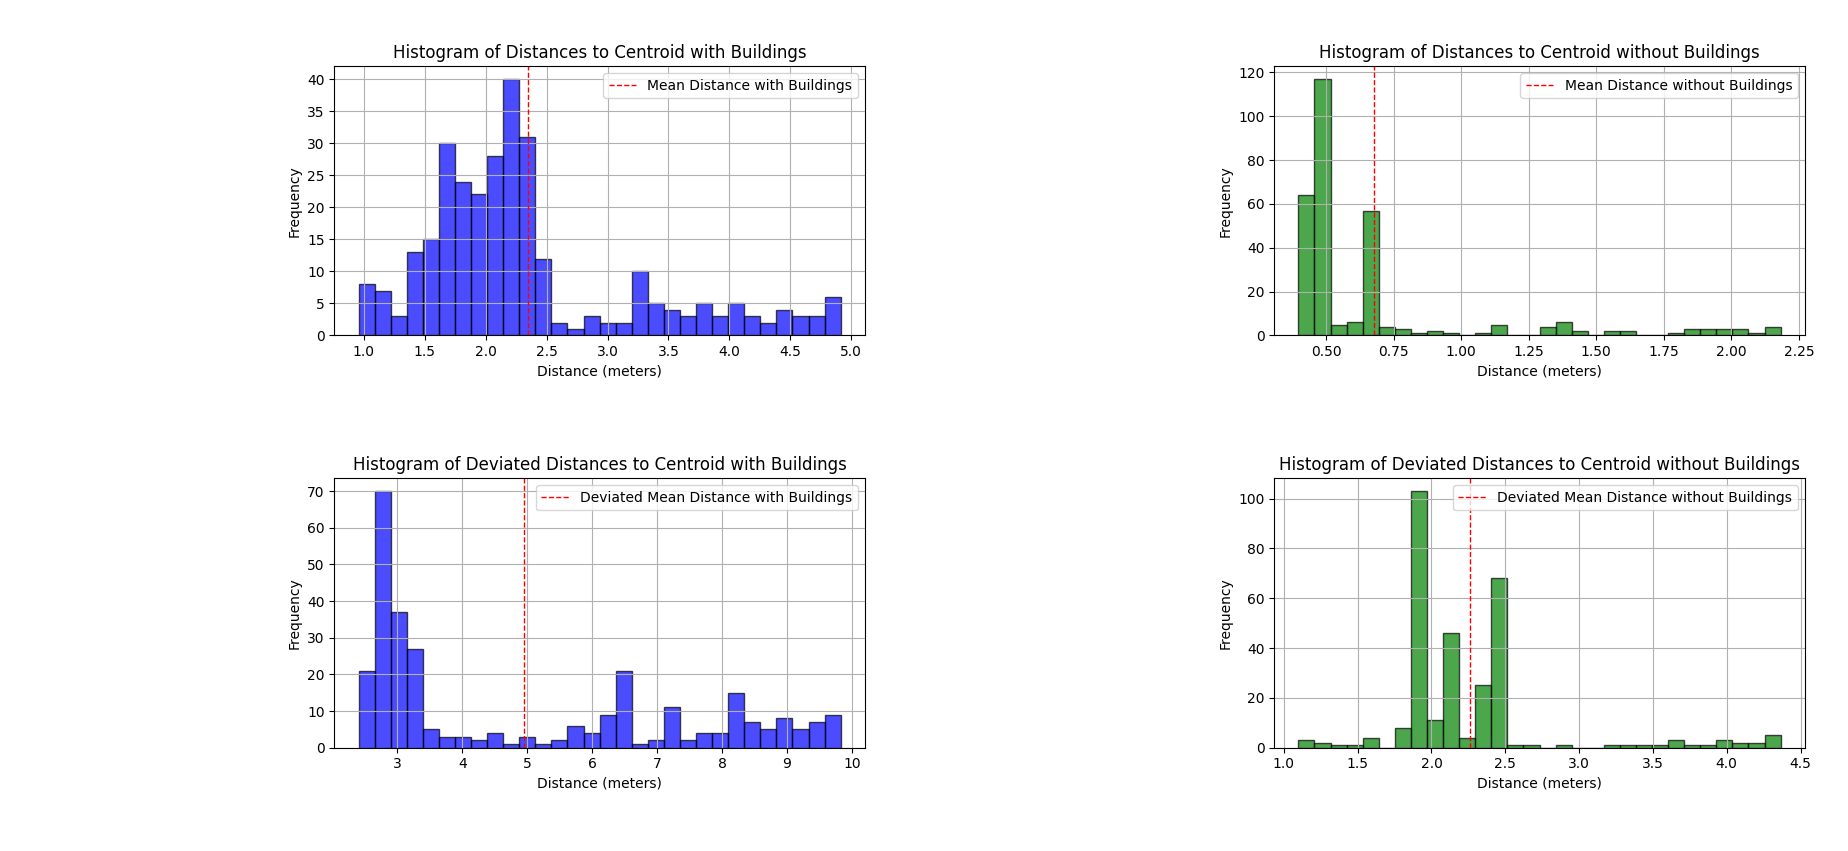 Histogram of Distances to Centroid with Buildings
Mean Distance with Buildings
Frequency
40
35
30
25
20
15
10
5
0
1.0 1.5 2.0 2.5 3.0 3.5 4.0 4.5 5.0
Distance (meters)
Histogram of Distances to Centroid without Buildings
Mean Distance without Buildings
Frequency
120
100
80
60
40
20
0
0.50 0.75 1.00 1.25 1.50 1.75 2.00 2.25
Distance (meters)
Histogram of Deviated Distances to Centroid with Buildings
Deviated Mean Distance with Buildings
Frequency
70
60
50
40
30
20
10
0
3 4 5 6 7 8 9 10
Distance (meters)
Histogram of Deviated Distances to Centroid without Buildings
Deviated Mean Distance without Buildings
Frequency
100
80
60
40
20
0
1.0 1.5 2.0 2.5 3.0 3.5 4.0 4.5
Distance (meters)